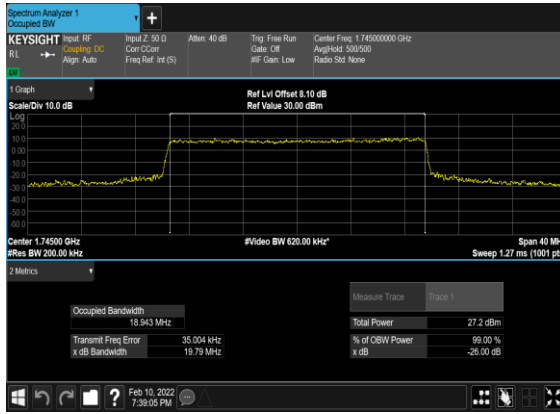 Spectrum Analyzer 1
Occupied BW
KEYSIGHT Input: RF Input Z: 50 Ω Atten: 40 dB Trig: Free Run Center Freq: 1.745000000 GHz
RL Coupling: DC Corr CCorr Gate: Off Avg|Hold: 500/500
Align: Auto Freq Ref: Int (S) #IF Gain: Low Radio Std: None
LV
1 Graph
Ref Lvl Offset 8.10 dB
Scale/Div 10.0 dB Ref Value 30.00 dBm
Log
20.0
10.0
0.00
-10.0
-20.0
-30.0
-40.0
-50.0
-60.0
Center 1.74500 GHz #Video BW 620.00 kHz* Span 40 MH
#Res BW 200.00 kHz Sweep 1.27 ms (1001 pts
2 Metrics
Measure Trace Trace 1
Occupied Bandwidth
18.943 MHz Total Power 27.2 dBm
Transmit Freq Error 35.004 kHz % of OBW Power 99.00 %
x dB Bandwidth 19.79 MHz x dB -26.00 dB
? Feb 10, 2022
7:39:05 PM